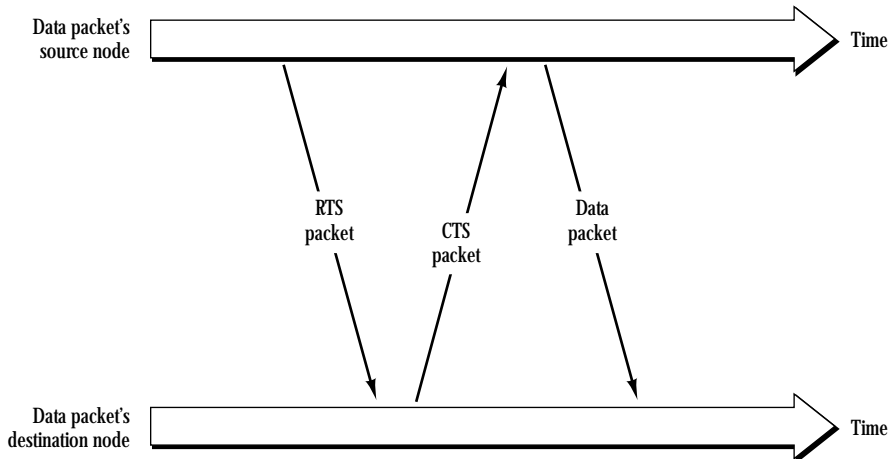 Data packet's
source node
Time
RTS
packet
CTS
packet
Data
packet
Data packet's
destination node
Time